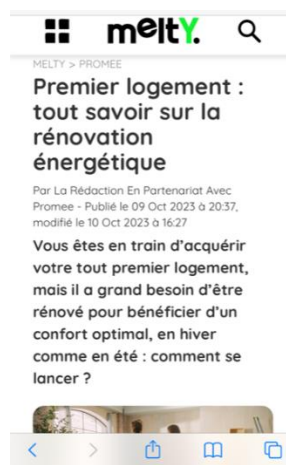 meltY.
MELTY > PROMEE
Premier logement :
tout savoir sur la
rénovation
énergétique
Par La Rédaction En Partenariat Avec
Promee - Publié le 09 Oct 2023 à 20:37,
modifié le 10 Oct 2023 à 16:27
Vous êtes en train d’acquérir
votre tout premier logement,
mais il a grand besoin d’être
rénové pour bénéficier d’un
confort optimal, en hiver
comme en été : comment se
lancer ?